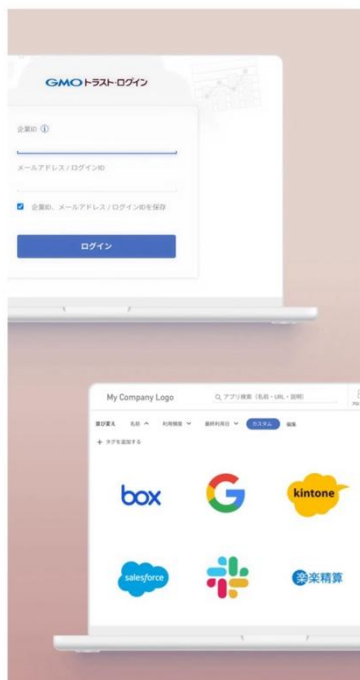 GMOトラスト・ログイン
企業ID
メールアドレス / ログインID
企業ID、メールアドレス / ログインIDを保存
ログイン
My Company Logo
アプリ検索(名前・URL・説明)
並び変え 名前 利用頻度 最終利用日 カスタム 編集
+ タグを追加する
box G kintone
salesforce 楽楽精算